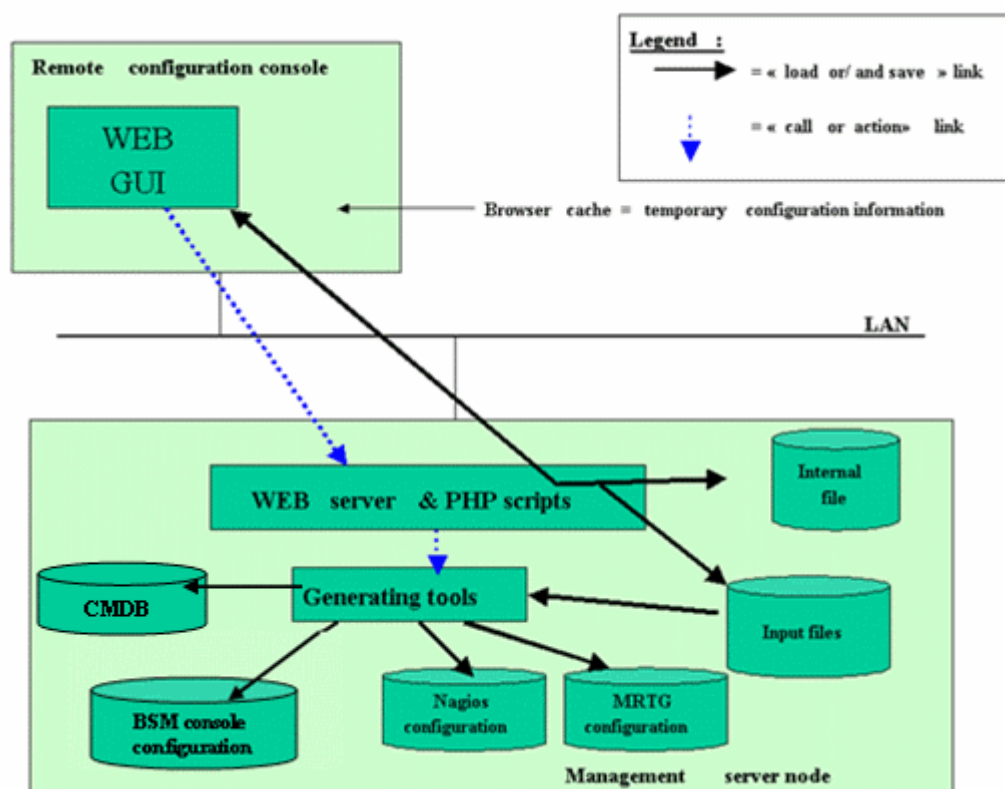 Remote configuration console
WEB
GUI
Legend :
= « load or/ and save » link
= « call or action» link
Browser cache = temporary configuration information
LAN
WEB server & PHP scripts
Internal
file
CMDB
Generating tools
Input files
BSM console
configuration
Nagios
configuration
MRTG
configuration
Management server node